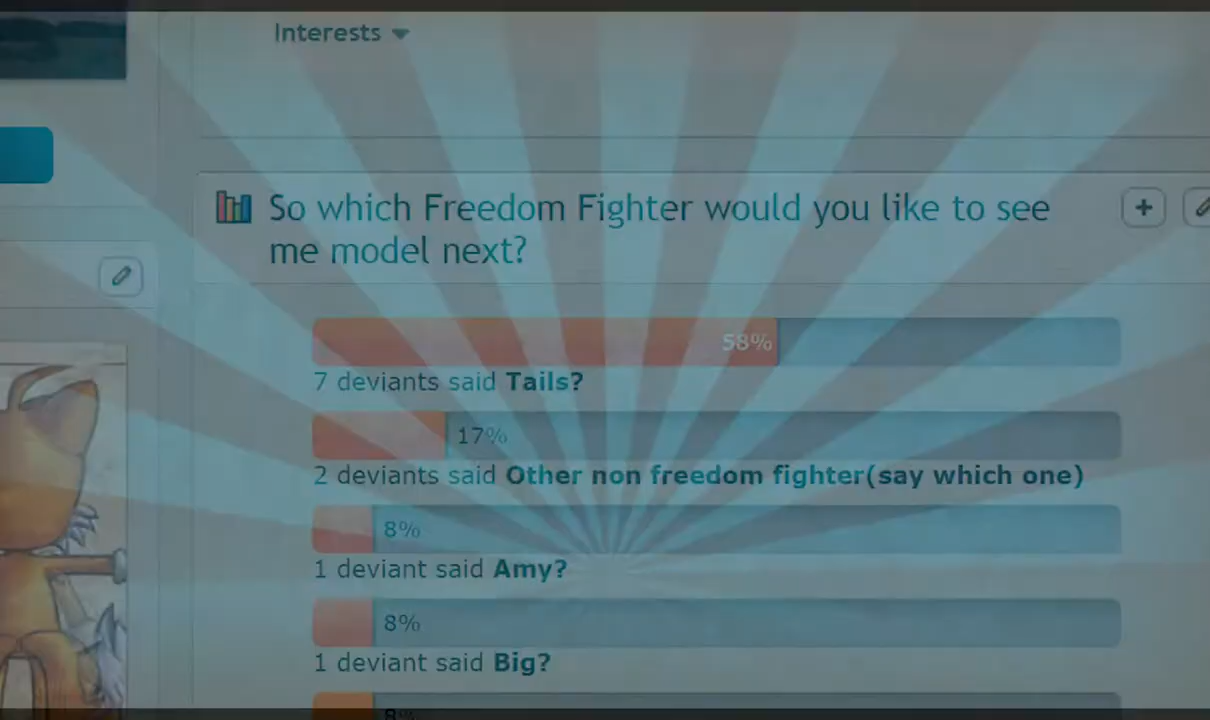 Interests
So which Freedom Fighter would you like to see
me model next?
58%
7 deviants said Tails?
17%
2 deviants said Other non freedom fighter(say which one)
8%
1 deviant said Amy?
8%
1 deviant said Big?
8%